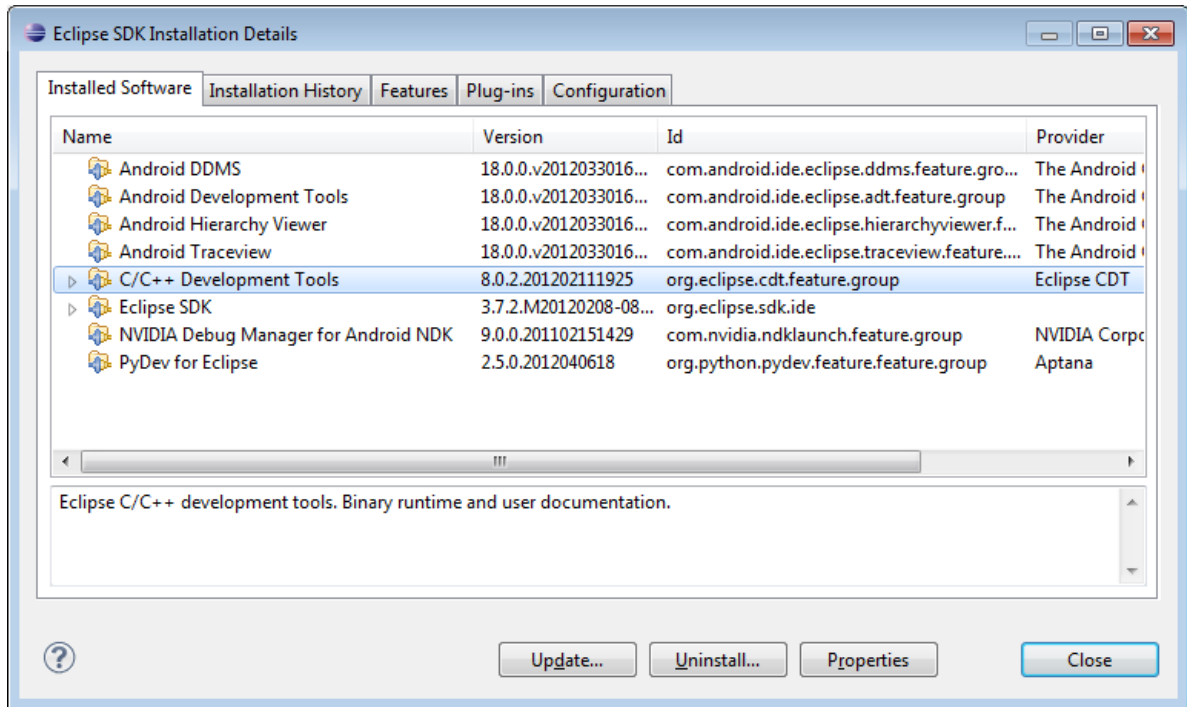 Eclipse SDK Installation Details
Installed Software Installation History Features Plug-ins Configuration
Name Version Id Provider
Android DDMS 18.0.0.v2012033016... com.android.ide.eclipse.ddms.feature.gro... The Android
Android Development Tools 18.0.0.v2012033016... com.android.ide.eclipse.adt.feature.group The Android
Android Hierarchy Viewer 18.0.0.v2012033016... com.android.ide.eclipse.hierarchyviewer.f... The Android
Android Traceview 18.0.0.v2012033016... com.android.ide.eclipse.traceview.feature.... The Android
C/C++ Development Tools 8.0.2.201202111925 org.eclipse.cdt.feature.group Eclipse CDT
Eclipse SDK 3.7.2.M20120208-08... org.eclipse.sdk.ide
NVIDIA Debug Manager for Android NDK 9.0.0.201102151429 com.nvidia.ndklaunch.feature.group NVIDIA Corpo
PyDev for Eclipse 2.5.0.2012040618 org.python.pydev.feature.feature.group Aptana
Eclipse C/C++ development tools. Binary runtime and user documentation.
? Update... Uninstall... Properties Close